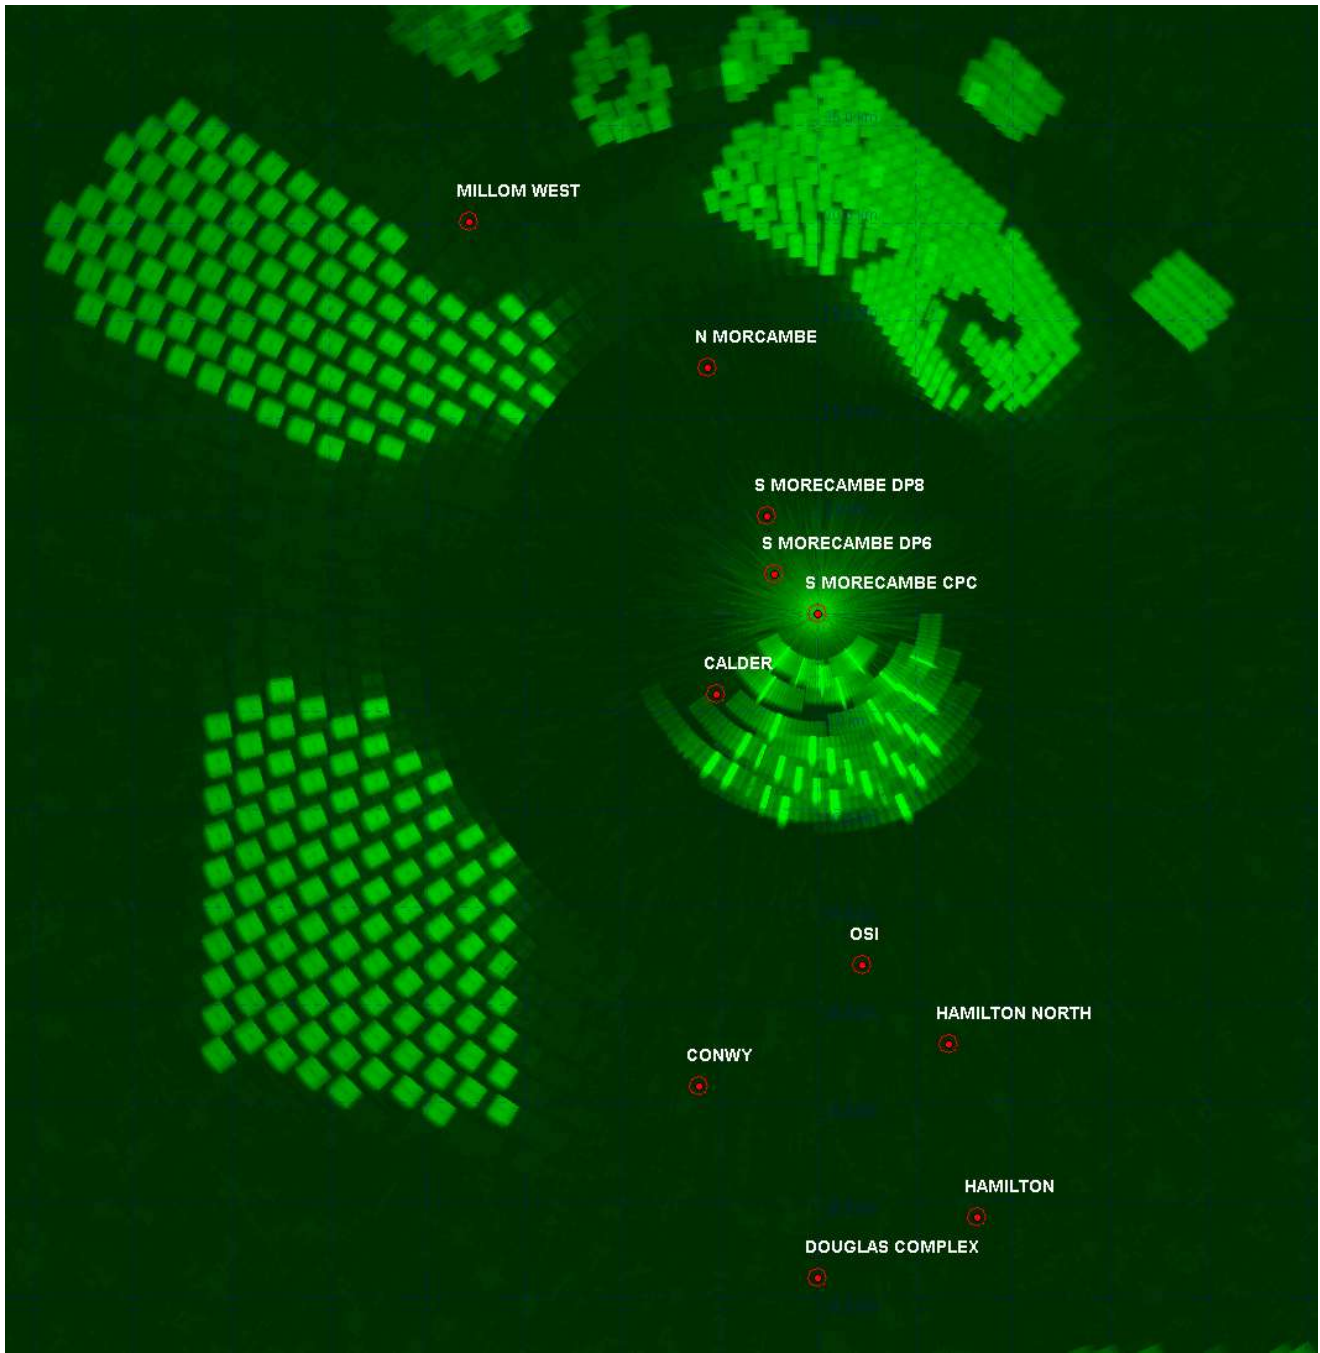 MILLOM WEST
N MORCAMBE
S MORECAMBE DP8
S MORECAMBE DP6
S MORECAMBE CPC
CALDER
OSI
HAMILTON NORTH
CONWY
HAMILTON
DOUGLAS COMPLEX